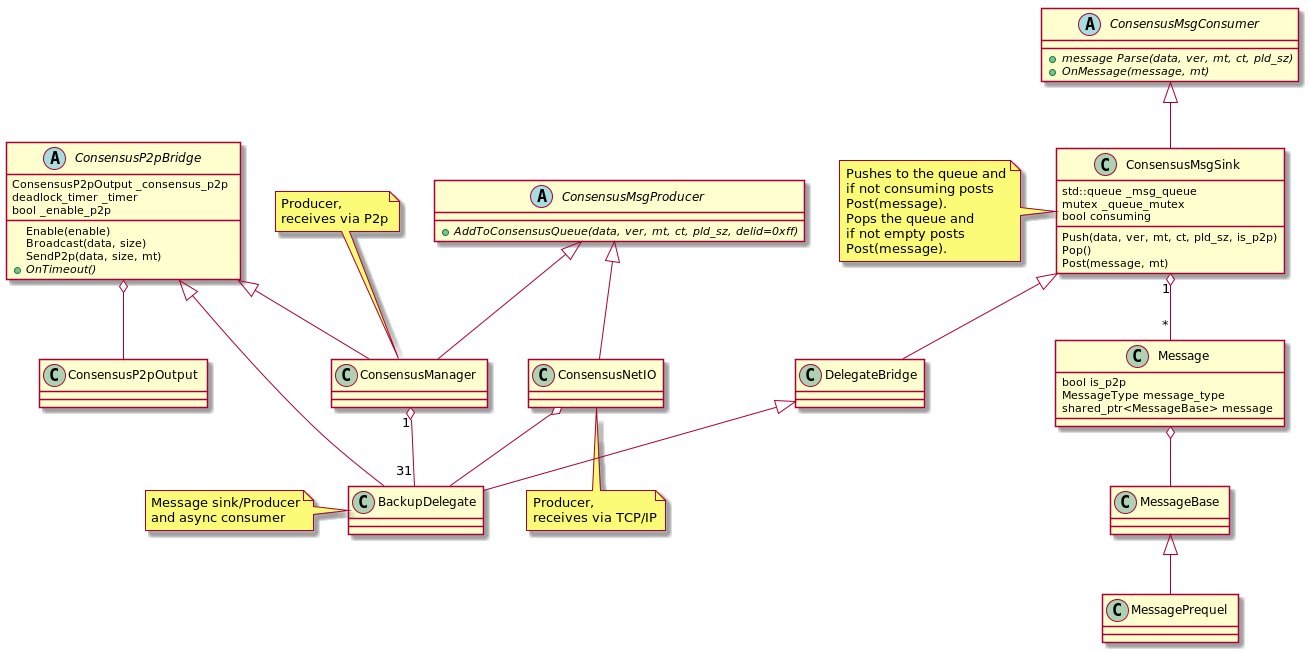 A ConsensusMsgConsumer
message Parse(data, ver, mt, ct, pld_sz)
OnMessage(message, mt)
A ConsensusP2pBridge
ConsensusP2pOutput _consensus_p2p
deadlock_timer _timer
bool _enable_p2p
Enable(enable)
Broadcast(data, size)
SendP2p(data, size, mt)
OnTimeout()
Producer,
receives via P2p
A ConsensusMsgProducer
AddToConsensusQueue(data, ver, mt, ct, pld_sz, delid=0xff)
Pushes to the queue and
if not consuming posts
Post(message).
Pops the queue and
if not empty posts
Post(message).
C ConsensusMsgSink
std::queue _msg_queue
mutex _queue_mutex
bool consuming
Push(data, ver, mt, ct, pld_sz, is_p2p)
Pop()
Post(message, mt)
1
*
C ConsensusP2pOutput
C ConsensusManager
C ConsensusNetIO
C DelegateBridge
C Message
bool is_p2p
MessageType message_type
shared_ptr<MessageBase> message
1
31
Message sink/Producer
and async consumer
C BackupDelegate
Producer,
receives via TCP/IP
C MessageBase
C MessagePrequel